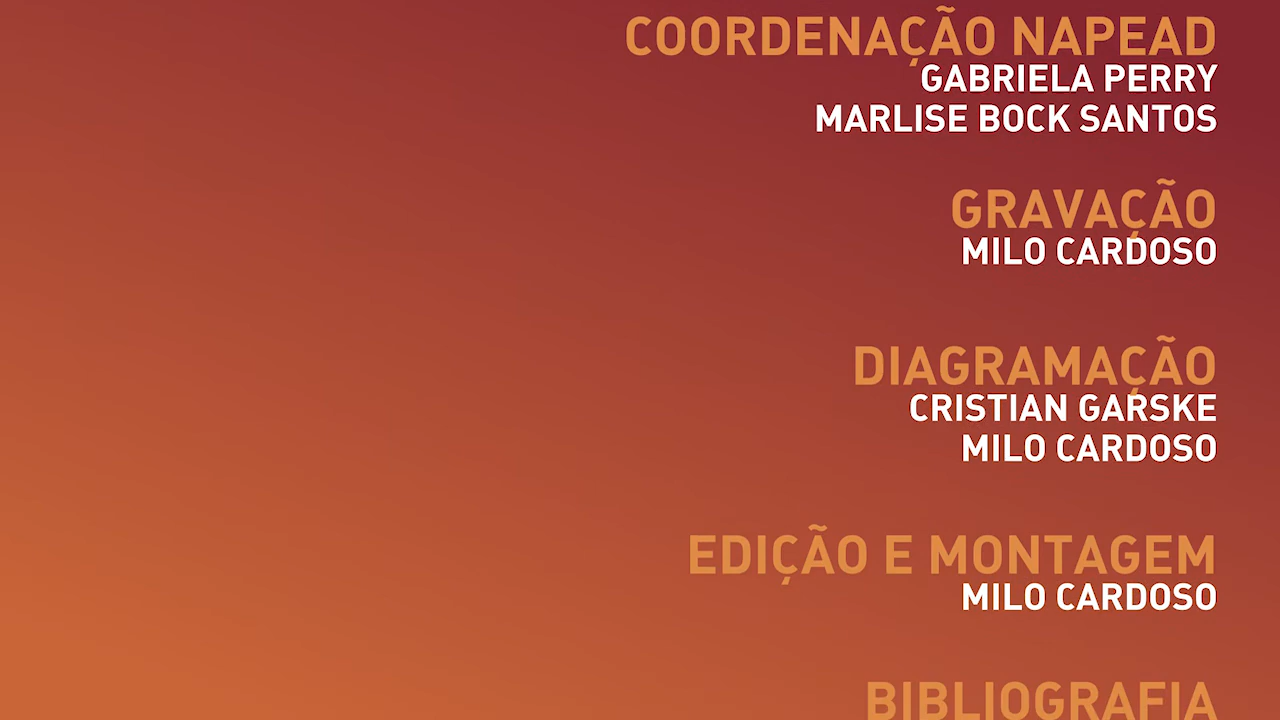 COORDENAÇÃO NAPEAD
GABRIELA PERRY
MARLISE BOCK SANTOS
GRAVAÇÃO
MILO CARDOSO
DIAGRAMAÇÃO
CRISTIAN GARSKE
MILO CARDOSO
EDIÇÃO E MONTAGEM
MILO CARDOSO
BIBLIOGRAFIA